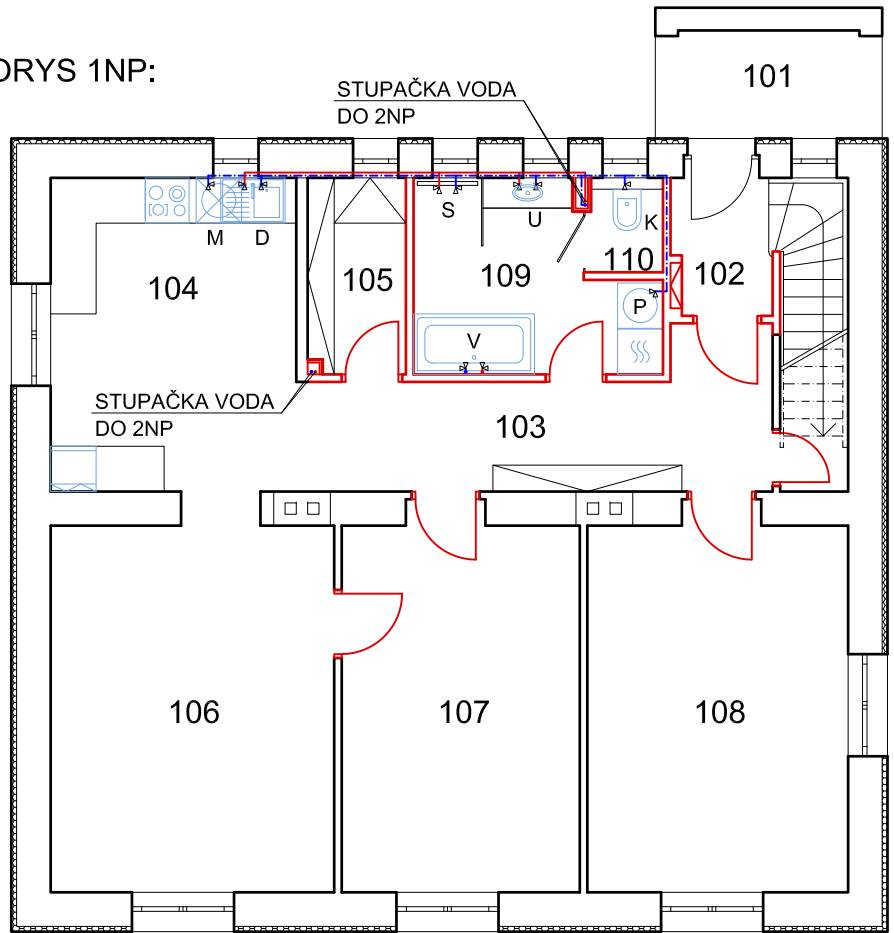 ORYS 1NP:
101
STUPAČKA VODA
DO 2NP
M
D
S
U
K
104
105
109
110
102
P
V
STUPAČKA VODA
DO 2NP
103
106
107
108